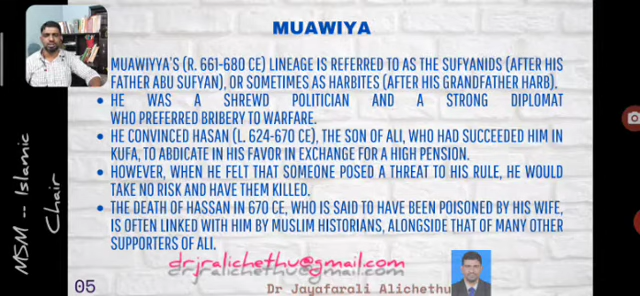 MUAWIYA
MUAWIYYA'S (R. 661-680 CE) LINEAGE IS REFERRED TO AS THE SUFYANIDS (AFTER HIS
FATHER ABU SUFYAN), OR SOMETIMES AS HARBITES (AFTER HIS GRANDFATHER HARB).
• HE WAS A SHREWD POLITICIAN AND A STRONG DIPLOMAT
WHO PREFERRED BRIBERY TO WARFARE.
• HE CONVINCED HASAN (L. 624-670 CE), THE SON OF ALI, WHO HAD SUCCEEDED HIM IN
KUFA, TO ABDICATE IN HIS FAVOR IN EXCHANGE FOR A HIGH PENSION.
• HOWEVER, WHEN HE FELT THAT SOMEONE POSED A THREAT TO HIS RULE, HE WOULD
TAKE NO RISK AND HAVE THEM KILLED.
• THE DEATH OF HASSAN IN 670 CE, WHO IS SAID TO HAVE BEEN POISONED BY HIS WIFE,
IS OFTEN LINKED WITH HIM BY MUSLIM HISTORIANS, ALONGSIDE THAT OF MANY OTHER
SUPPORTERS OF ALI.
MSM -- Islamic
Chair
drjralichethu@gmail.com
05
Dr Jayafarali Alichethu